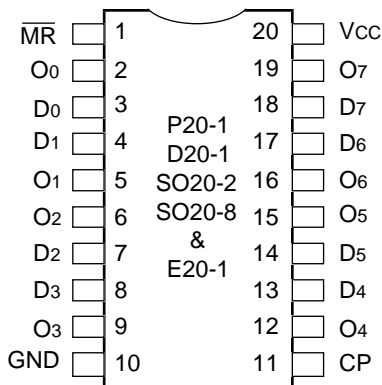 M̅R̅ 1 20 VCC
O0 2 19 O7
D0 3 18 D7
D1 4 P20-1 17 D6
D20-1
O1 5 SO20-2 16 O6
O2 6 SO20-8 15 O5
&
D2 7 E20-1 14 D5
D3 8 13 D4
O3 9 12 O4
GND 10 11 CP